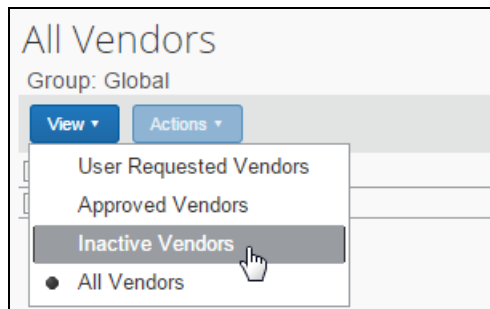 All Vendors
Group: Global
View
Actions
User Requested Vendors
Approved Vendors
Inactive Vendors
All Vendors